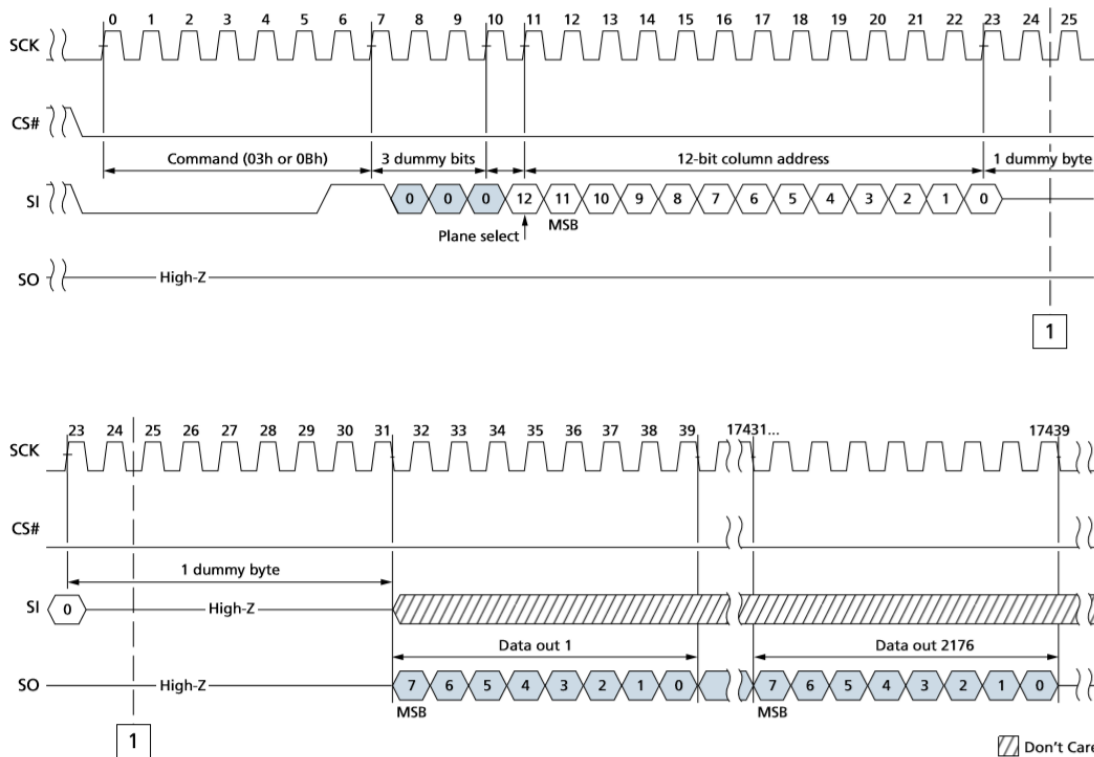 0 1 2 3 4 5 6 7 8 9 10 11 12 13 14 15 16 17 18 19 20 21 22 23 24 25
SCK
CS#
Command (03h or 0Bh) 3 dummy bits 12-bit column address 1 dummy byte
SI 0 0 0 12 11 10 9 8 7 6 5 4 3 2 1 0
Plane select MSB
SO High-Z
1
23 24 25 26 27 28 29 30 31 32 33 34 35 36 37 38 39 17431... 17439
SCK
CS#
1 dummy byte
SI 0 High-Z
Data out 1 Data out 2176
SO High-Z 7 6 5 4 3 2 1 0 7 6 5 4 3 2 1 0
MSB MSB
1
Don't Care